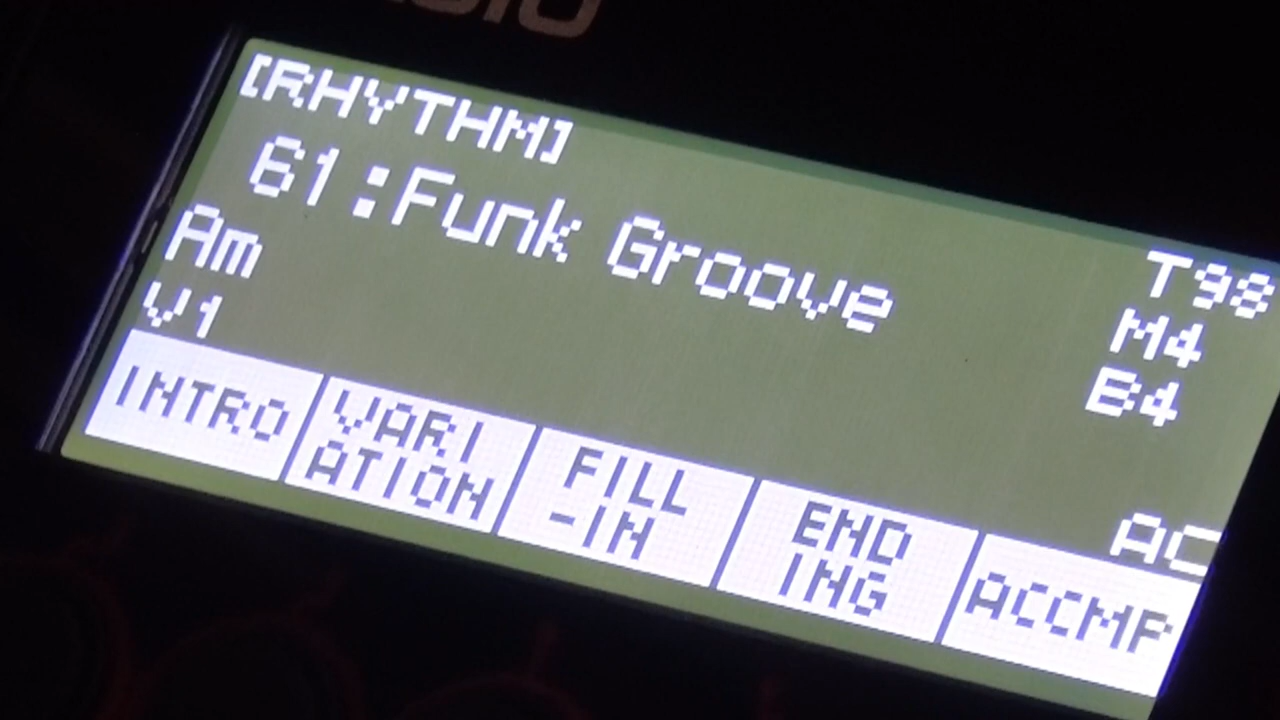 [RHYTHM]
61:Funk Groove
Am
T98
V1
M4
B4
AC
INTRO
VARI
ATION
FILL
-IN
END
ING
ACCMP